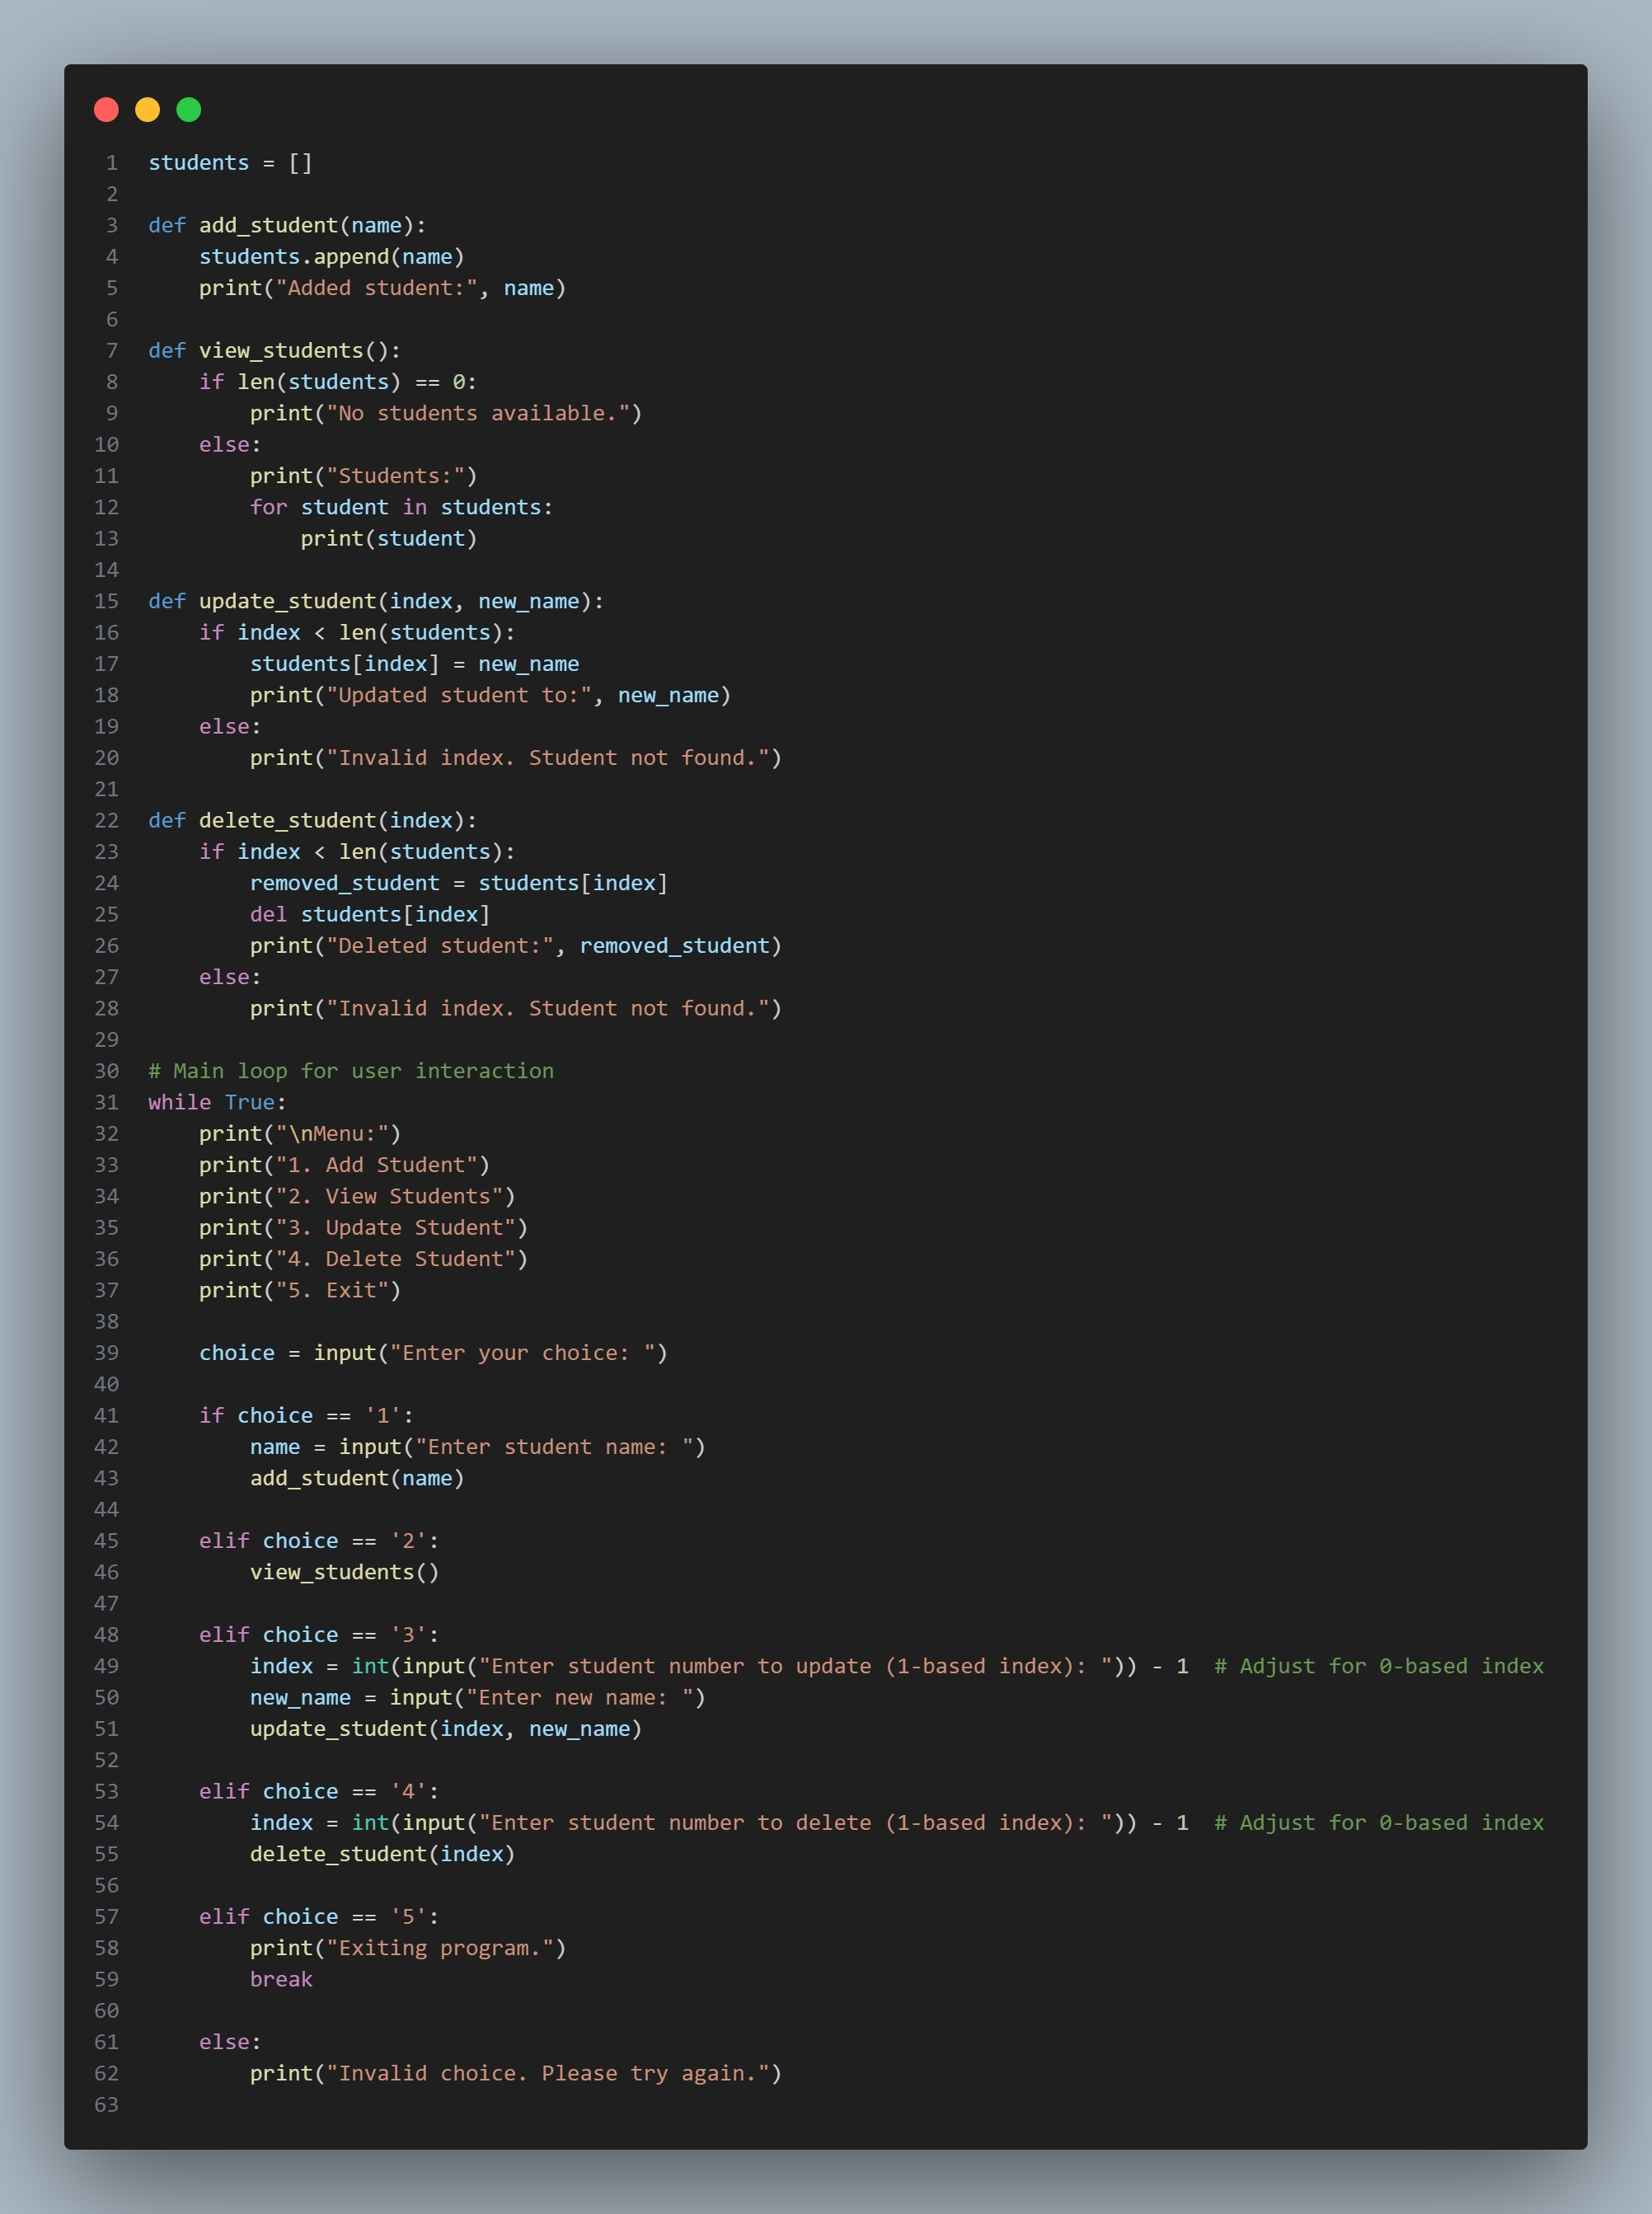 1 students = []
2
3 def add_student(name):
4     students.append(name)
5     print("Added student:", name)
6
7 def view_students():
8     if len(students) == 0:
9         print("No students available.")
10     else:
11         print("Students:")
12         for student in students:
13             print(student)
14
15 def update_student(index, new_name):
16     if index < len(students):
17         students[index] = new_name
18         print("Updated student to:", new_name)
19     else:
20         print("Invalid index. Student not found.")
21
22 def delete_student(index):
23     if index < len(students):
24         removed_student = students[index]
25         del students[index]
26         print("Deleted student:", removed_student)
27     else:
28         print("Invalid index. Student not found.")
29
30 # Main loop for user interaction
31 while True:
32     print("\nMenu:")
33     print("1. Add Student")
34     print("2. View Students")
35     print("3. Update Student")
36     print("4. Delete Student")
37     print("5. Exit")
38
39     choice = input("Enter your choice: ")
40
41     if choice == '1':
42         name = input("Enter student name: ")
43         add_student(name)
44
45     elif choice == '2':
46         view_students()
47
48     elif choice == '3':
49         index = int(input("Enter student number to update (1-based index): ")) - 1  # Adjust for 0-based index
50         new_name = input("Enter new name: ")
51         update_student(index, new_name)
52
53     elif choice == '4':
54         index = int(input("Enter student number to delete (1-based index): ")) - 1  # Adjust for 0-based index
55         delete_student(index)
56
57     elif choice == '5':
58         print("Exiting program.")
59         break
60
61     else:
62         print("Invalid choice. Please try again.")
63